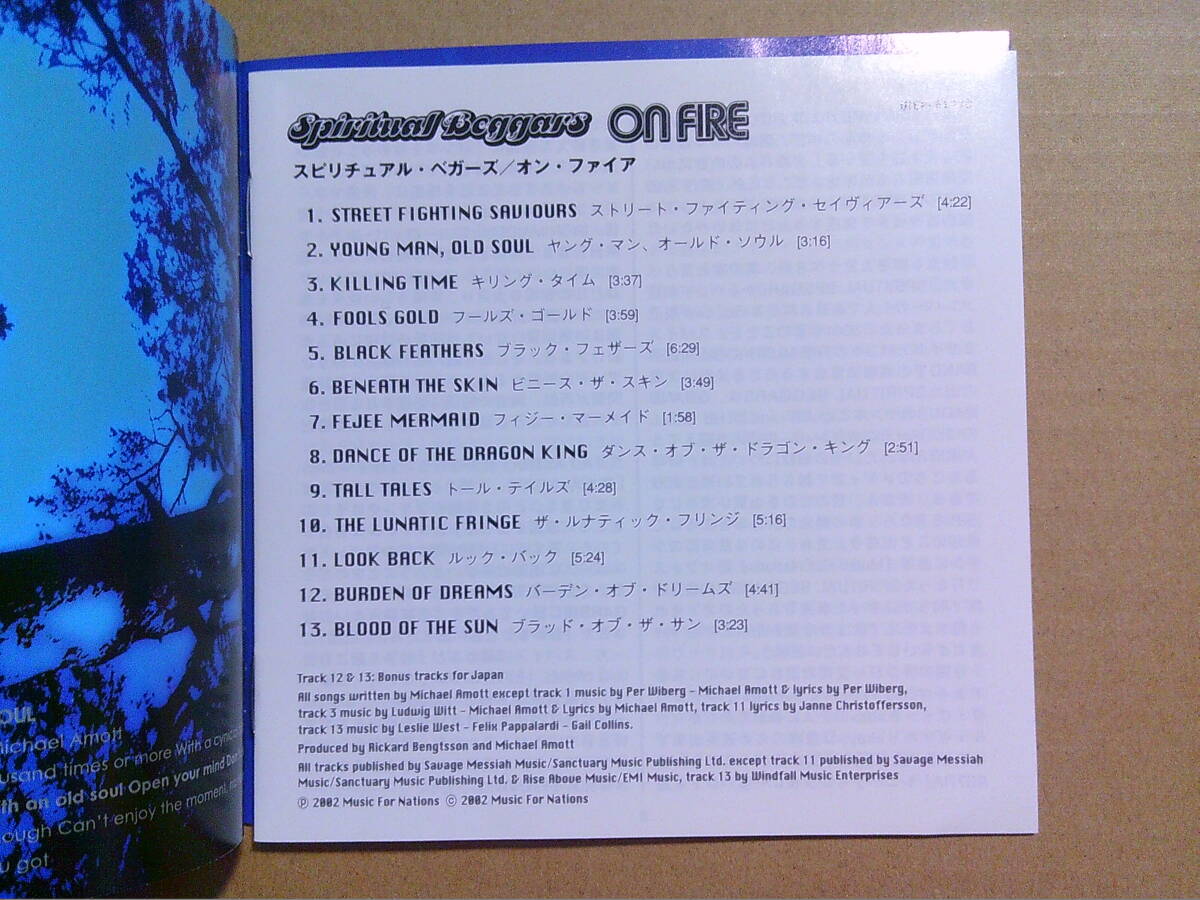 Spiritual Beggars ON FIRE
スピリチュアル・ベガーズ／オン・ファイア
1. STREET FIGHTING SAVIOURS ストリート・ファイティング・セイヴィアーズ [4:22]
2. YOUNG MAN, OLD SOUL ヤング・マン、オールド・ソウル [3:16]
3. KILLING TIME キリング・タイム [3:37]
4. FOOLS GOLD フールズ・ゴールド [3:59]
5. BLACK FEATHERS ブラック・フェザーズ [6:29]
6. BENEATH THE SKIN ビニース・ザ・スキン [3:49]
7. FEJEE MERMAID フィジー・マーメイド [1:58]
8. DANCE OF THE DRAGON KING ダンス・オブ・ザ・ドラゴン・キング [2:51]
9. TALL TALES トール・テイルズ [4:28]
10. THE LUNATIC FRINGE ザ・ルナティック・フリンジ [5:16]
11. LOOK BACK ルック・バック [5:24]
12. BURDEN OF DREAMS バーデン・オブ・ドリームズ [4:41]
13. BLOOD OF THE SUN ブラッド・オブ・ザ・サン [3:23]
Track 12 & 13: Bonus tracks for Japan
All songs written by Michael Amott except track 1 music by Per Wiberg - Michael Amott & lyrics by Per Wiberg,
track 3 music by Ludwig Witt - Michael Amott & Lyrics by Michael Amott, track 11 lyrics by Janne Christoffersson,
track 13 music by Leslie West - Felix Pappalardi - Gail Collins.
Produced by Rickard Bengtsson and Michael Amott
All tracks published by Savage Messiah Music/Sanctuary Music Publishing Ltd. except track 11 published by Savage Messiah
Music/Sanctuary Music Publishing Ltd. & Rise Above Music/EMI Music, track 13 by Windfall Music Enterprises
Ⓟ 2002 Music For Nations © 2002 Music For Nations
OUL
ichael Amott
usand times or more With a cynical
th an old soul Open your mind
ough Can't enjoy the moment,
u got